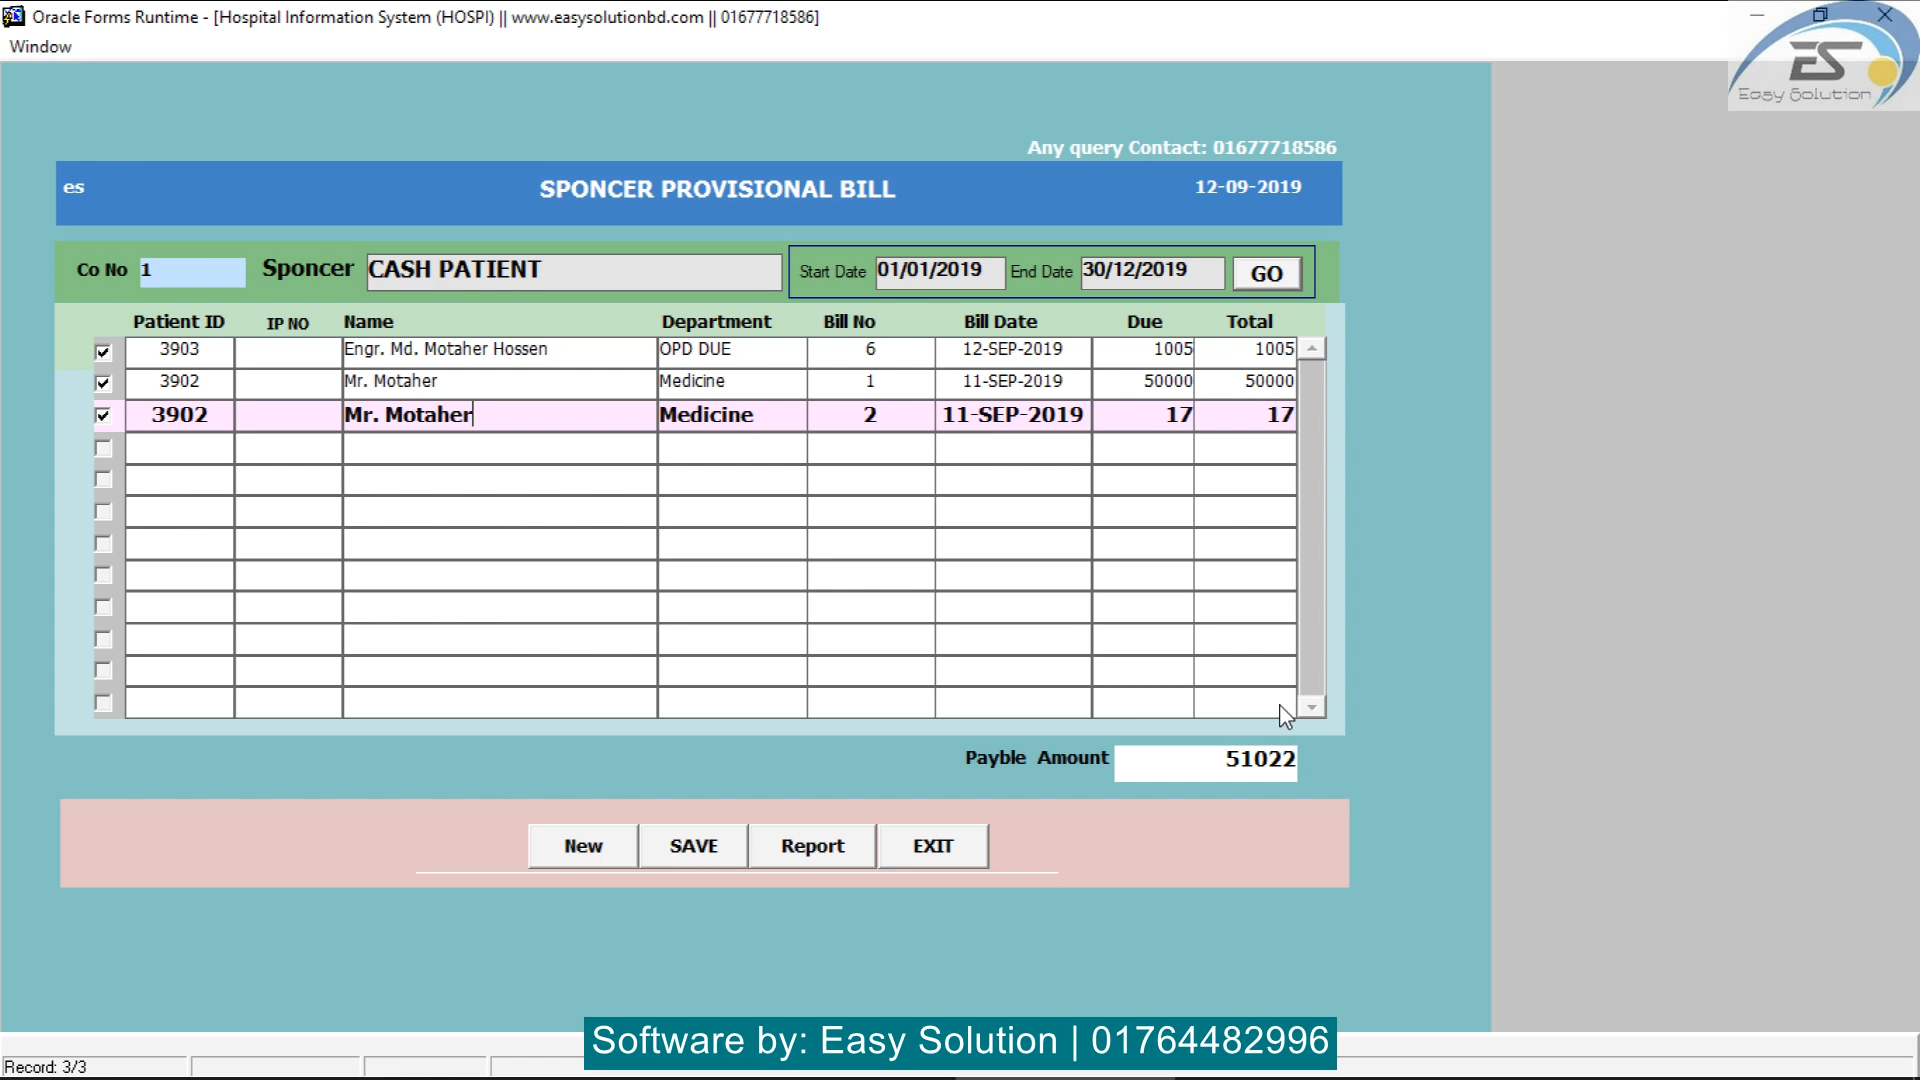 Oracle Forms Runtime - [Hospital Information System (HOSPI) || www.easysolutionbd.com || 01677718586]
Window
ES
Easy Solution
Any query Contact: 01677718586
es SPONCER PROVISIONAL BILL 12-09-2019
Co No 1 Sponcer CASH PATIENT Start Date 01/01/2019 End Date 30/12/2019 GO
Patient ID IP NO Name Department Bill No Bill Date Due Total
3903 Engr. Md. Motaher Hossen OPD DUE 6 12-SEP-2019 1005 1005
3902 Mr. Motaher Medicine 1 11-SEP-2019 50000 50000
3902 Mr. Motaher Medicine 2 11-SEP-2019 17 17
Payble Amount 51022
New SAVE Report EXIT
Software by: Easy Solution | 01764482996
Record: 3/3